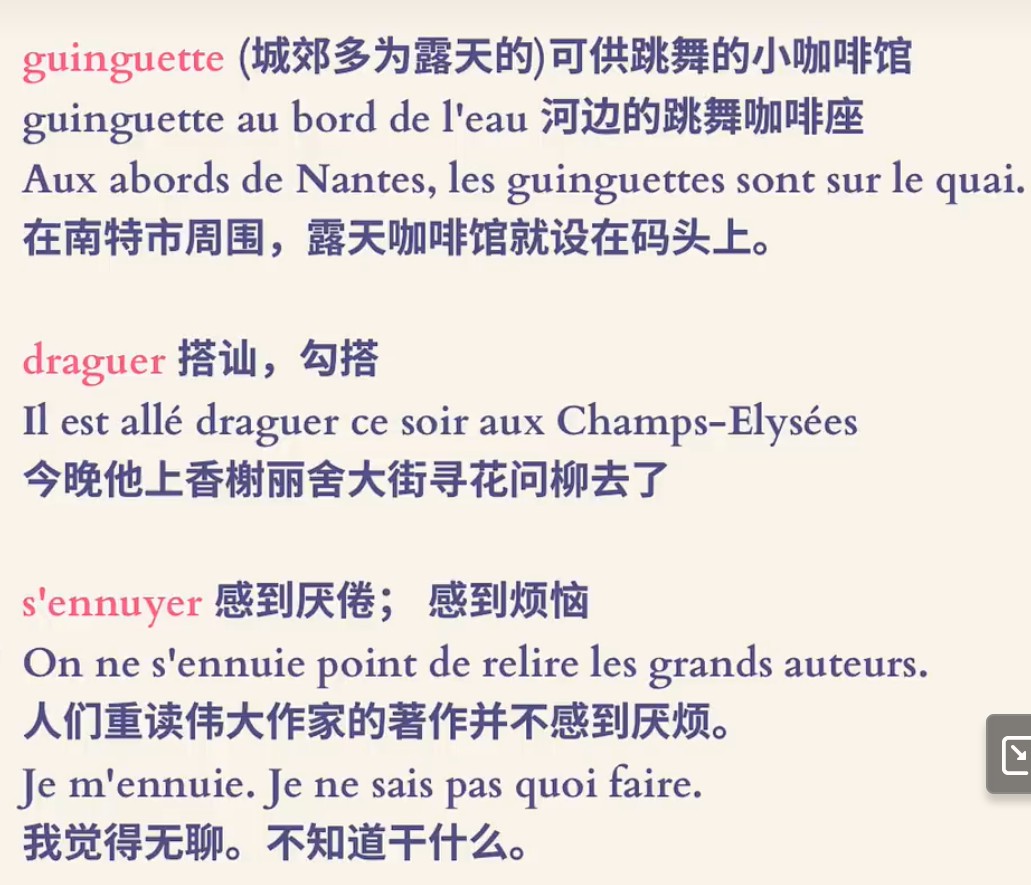 guinguette (城郊多为露天的)可供跳舞的小咖啡馆
guinguette au bord de l'eau 河边的跳舞咖啡座
Aux abords de Nantes, les guinguettes sont sur le quai.
在南特市周围，露天咖啡馆就设在码头上。
draguer 搭讪，勾搭
Il est allé draguer ce soir aux Champs-Elysées
今晚他上香榭丽舍大街寻花问柳去了
s'ennuyer 感到厌倦； 感到烦恼
On ne s'ennuie point de relire les grands auteurs.
人们重读伟大作家的著作并不感到厌烦。
Je m'ennuie. Je ne sais pas quoi faire.
我觉得无聊。不知道干什么。